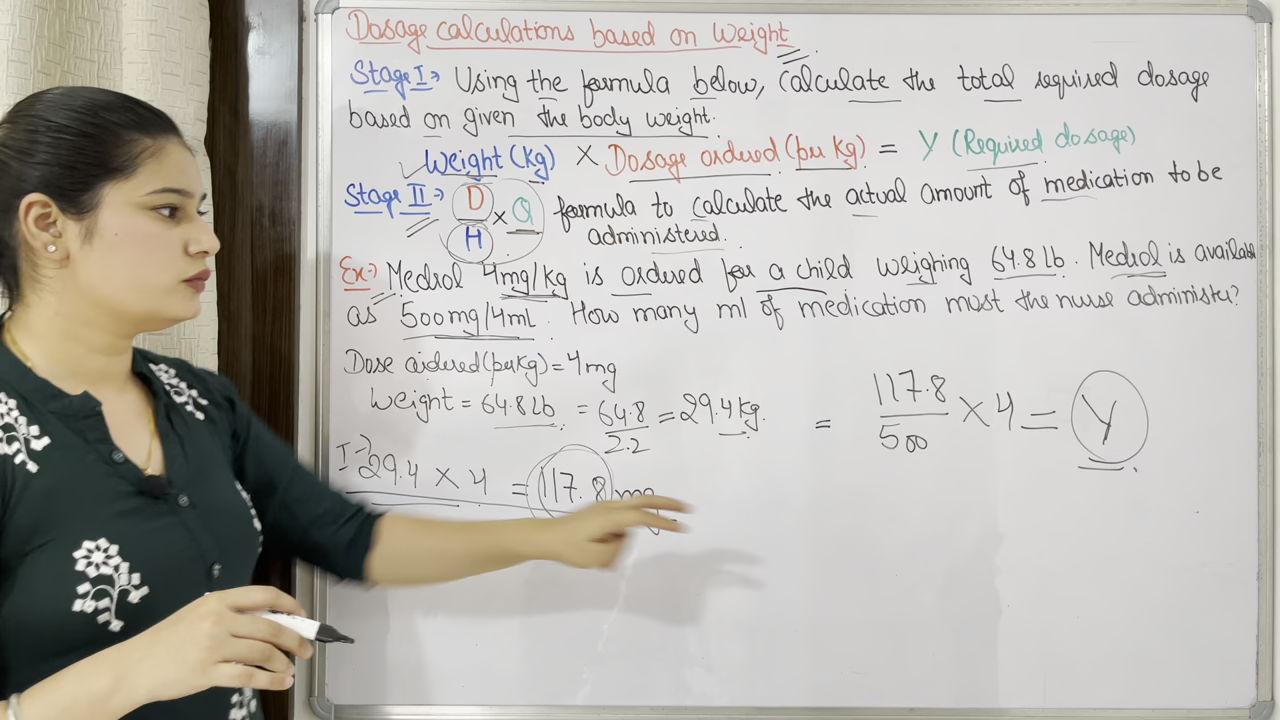 Dosage calculations based on Weight
Stage I → Using the formula below, Calculate the total required dosage
based on given the body weight.
✓ Weight (Kg) × Dosage ordered (per Kg) = Y (Required dosage)
Stage II → D/H × Q formula to calculate the actual amount of medication to be
administered.
Ex → Medrol 4mg/kg is ordered for a child weighing 64.8 lb. Medrol is available
as 500mg/4ml. How many ml of medication must the nurse administer?
Dose ordered (per Kg) = 4mg
Weight = 64.8 Lb = 64.8/2.2 = 29.4 kg.
I → 29.4 × 4 = 117.8 mg
= 117.8/500 × 4 = Y